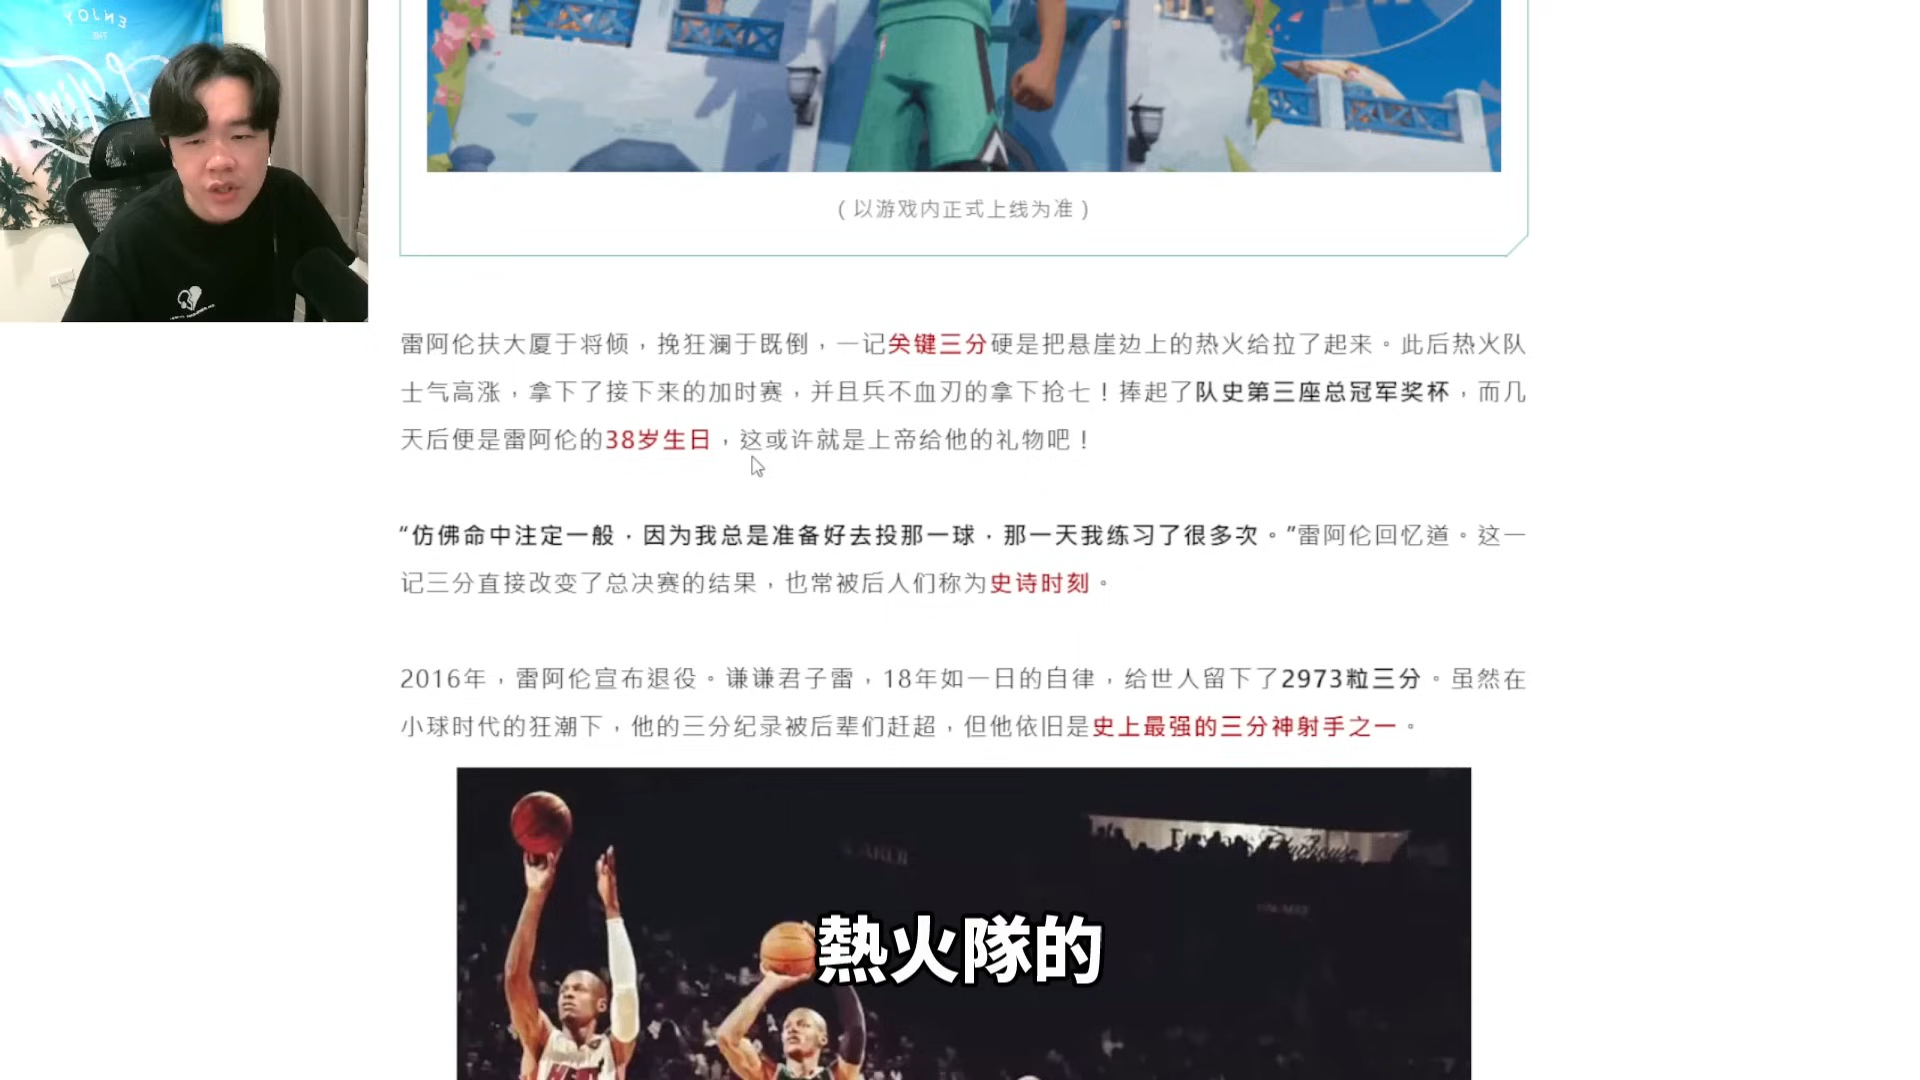 ENJOY
THE
Time
(以游戏内正式上线为准)
雷阿伦扶大厦于将倾，挽狂澜于既倒，一记关键三分硬是把悬崖边上的热火给拉了起来。此后热火队
士气高涨，拿下了接下来的加时赛，并且兵不血刃的拿下抢七！捧起了队史第三座总冠军奖杯，而几
天后便是雷阿伦的38岁生日，这或许就是上帝给他的礼物吧！
“仿佛命中注定一般，因为我总是准备好去投那一球，那一天我练习了很多次。”雷阿伦回忆道。这一
记三分直接改变了总决赛的结果，也常被后人们称为史诗时刻。
2016年，雷阿伦宣布退役。谦谦君子雷，18年如一日的自律，给世人留下了2973粒三分。虽然在
小球时代的狂潮下，他的三分纪录被后辈们赶超，但他依旧是史上最强的三分神射手之一。
熱火隊的
HEAT